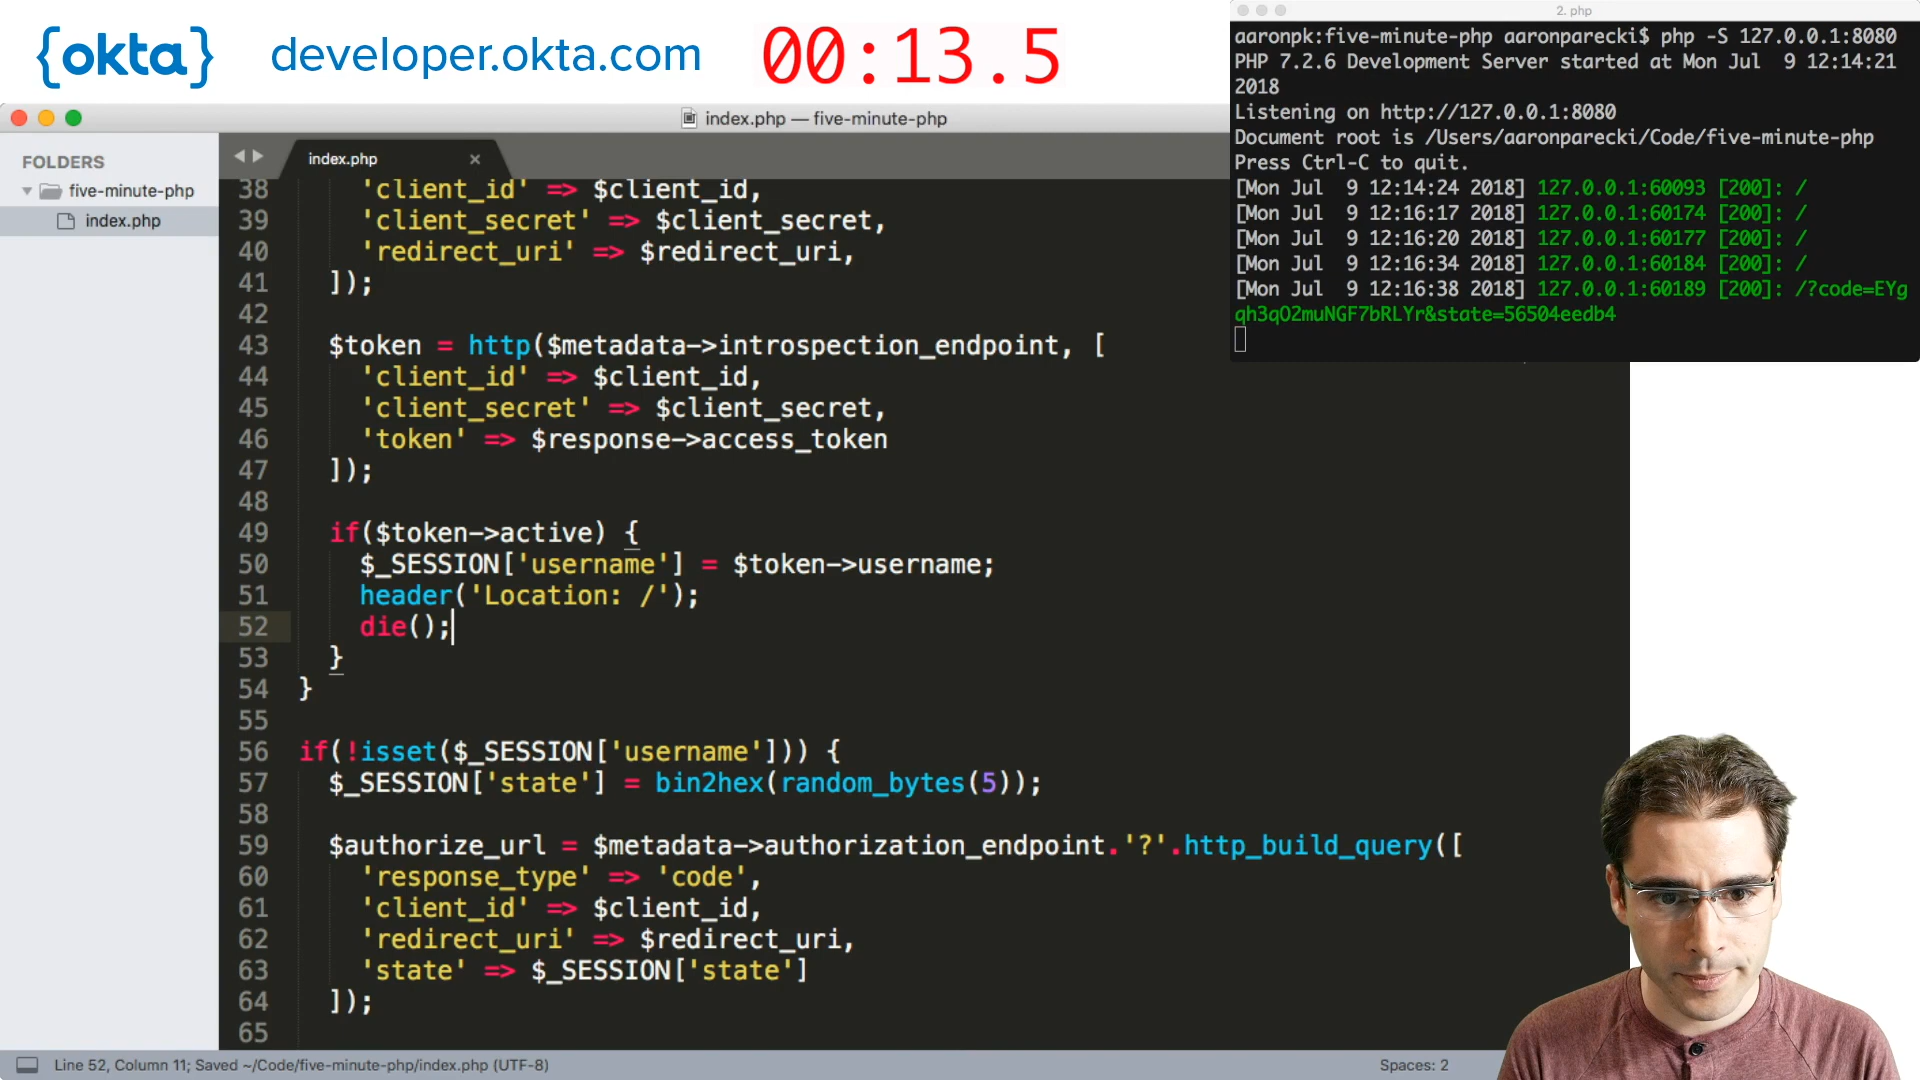 {okta} developer.okta.com 00:13.5
2. php
aaronpk:five-minute-php aaronparecki$ php -S 127.0.0.1:8080
PHP 7.2.6 Development Server started at Mon Jul  9 12:14:21
2018
Listening on http://127.0.0.1:8080
Document root is /Users/aaronparecki/Code/five-minute-php
Press Ctrl-C to quit.
[Mon Jul  9 12:14:24 2018] 127.0.0.1:60093 [200]: /
[Mon Jul  9 12:16:17 2018] 127.0.0.1:60174 [200]: /
[Mon Jul  9 12:16:20 2018] 127.0.0.1:60177 [200]: /
[Mon Jul  9 12:16:34 2018] 127.0.0.1:60184 [200]: /
[Mon Jul  9 12:16:38 2018] 127.0.0.1:60189 [200]: /?code=EYg
qh3qO2muNGF7bRLYr&state=56504eedb4
index.php — five-minute-php
FOLDERS
five-minute-php
index.php
index.php ×
38     'client_id' => $client_id,
39     'client_secret' => $client_secret,
40     'redirect_uri' => $redirect_uri,
41   ]);
42
43   $token = http($metadata->introspection_endpoint, [
44     'client_id' => $client_id,
45     'client_secret' => $client_secret,
46     'token' => $response->access_token
47   ]);
48
49   if($token->active) {
50     $_SESSION['username'] = $token->username;
51     header('Location: /');
52     die();
53   }
54 }
55
56 if(!isset($_SESSION['username'])) {
57   $_SESSION['state'] = bin2hex(random_bytes(5));
58
59   $authorize_url = $metadata->authorization_endpoint.'?'.http_build_query([
60     'response_type' => 'code',
61     'client_id' => $client_id,
62     'redirect_uri' => $redirect_uri,
63     'state' => $_SESSION['state']
64   ]);
65
Line 52, Column 11; Saved ~/Code/five-minute-php/index.php (UTF-8)
Spaces: 2